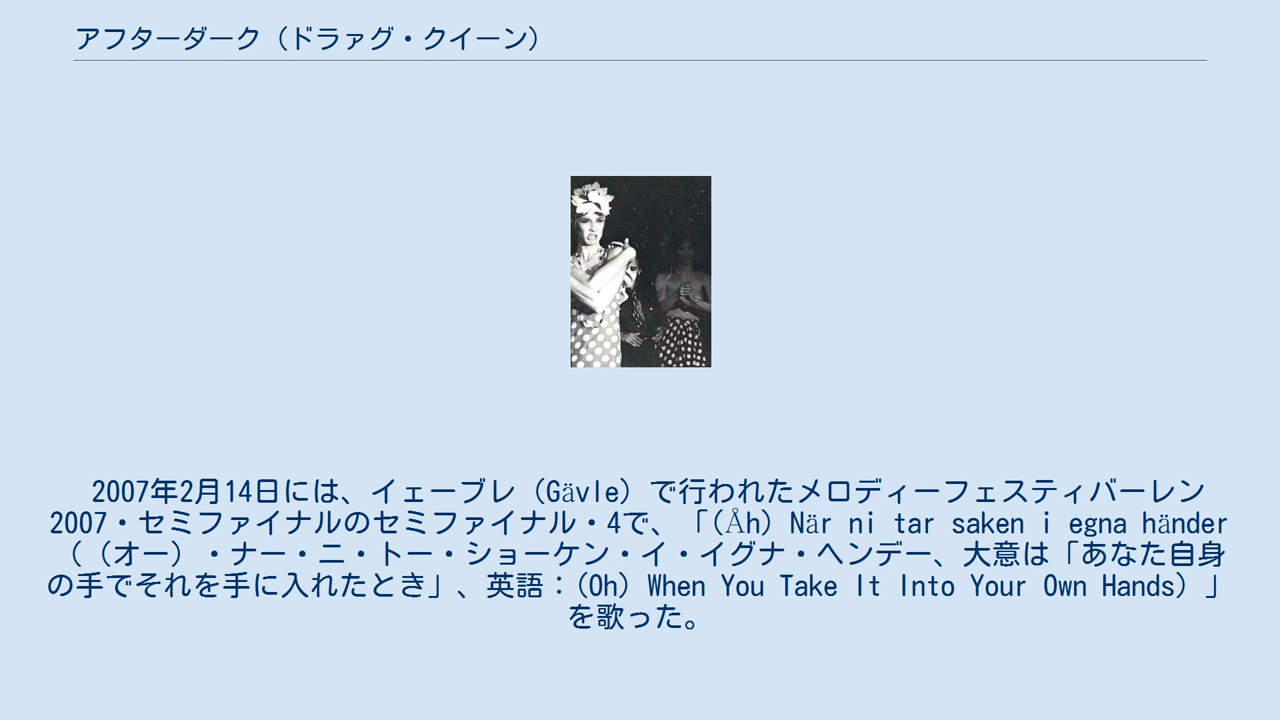 アフターダーク（ドラァグ・クイーン）
2007年2月14日には、イェーブレ（Gävle）で行われたメロディーフェスティバーレン
2007・セミファイナルのセミファイナル・4で、「（Åh）När ni tar saken i egna händer
（（オー）・ナー・ニ・トー・ショーケン・イ・イグナ・ヘンデー、大意は「あなた自身
の手でそれを手に入れたとき」、英語：（Oh）When You Take It Into Your Own Hands）」
を歌った。